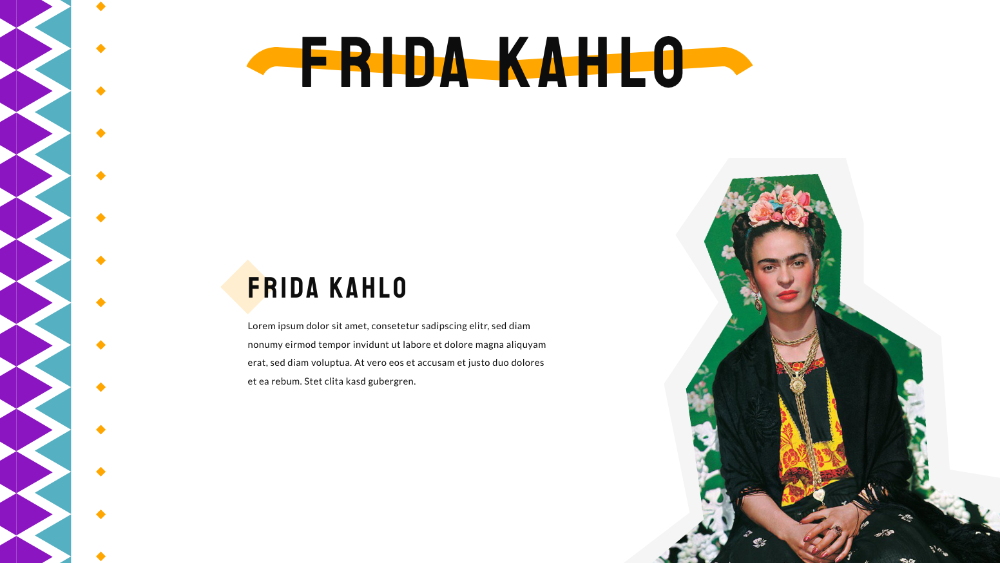 FRIDA KAHLO
FRIDA KAHLO
Lorem ipsum dolor sit amet, consetetur sadipscing elitr, sed diam
nonumy eirmod tempor invidunt ut labore et dolore magna aliquyam
erat, sed diam voluptua. At vero eos et accusam et justo duo dolores
et ea rebum. Stet clita kasd gubergren.